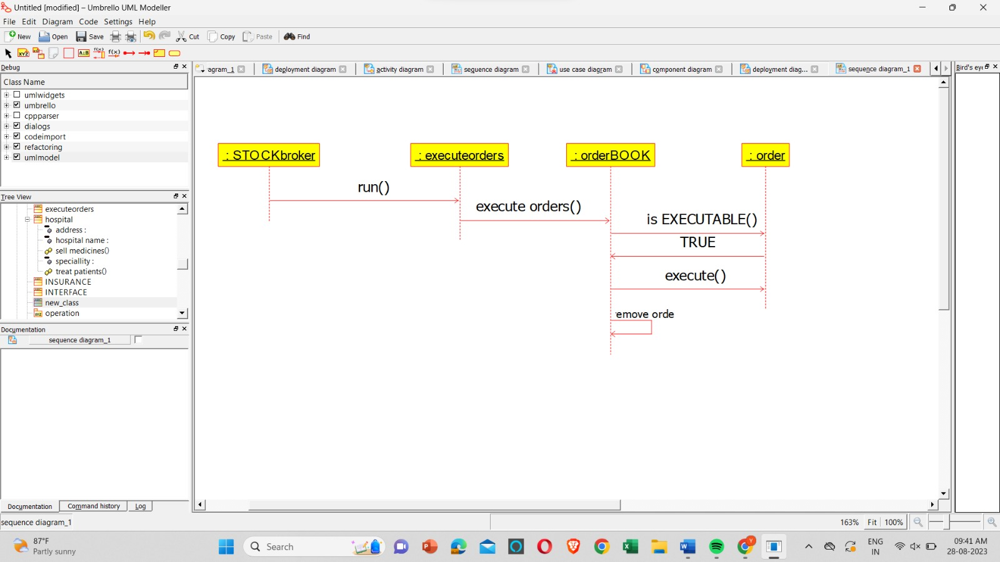 Untitled [modified] – Umbrello UML Modeller
File Edit Diagram Code Settings Help
New Open Save Cut Copy Paste Find
Debug
Class Name
umlwidgets
umbrello
cppparser
dialogs
codeimport
refactoring
umlmodel
Tree View
executeorders
hospital
address :
hospital name :
sell medicines()
speciallity :
treat patients()
INSURANCE
INTERFACE
new_class
operation
Documentation
sequence diagram_1
Documentation Command history Log
agram_1 deployment diagram activity diagram sequence diagram use case diagram component diagram deployment diag... sequence diagram_1
Bird's eye
: STOCKbroker : executeorders : orderBOOK : order
run()
execute orders()
is EXECUTABLE()
TRUE
execute()
remove orde
sequence diagram_1
163% Fit 100%
87°F
Partly sunny
Search
ENG
IN
09:41 AM
28-08-2023